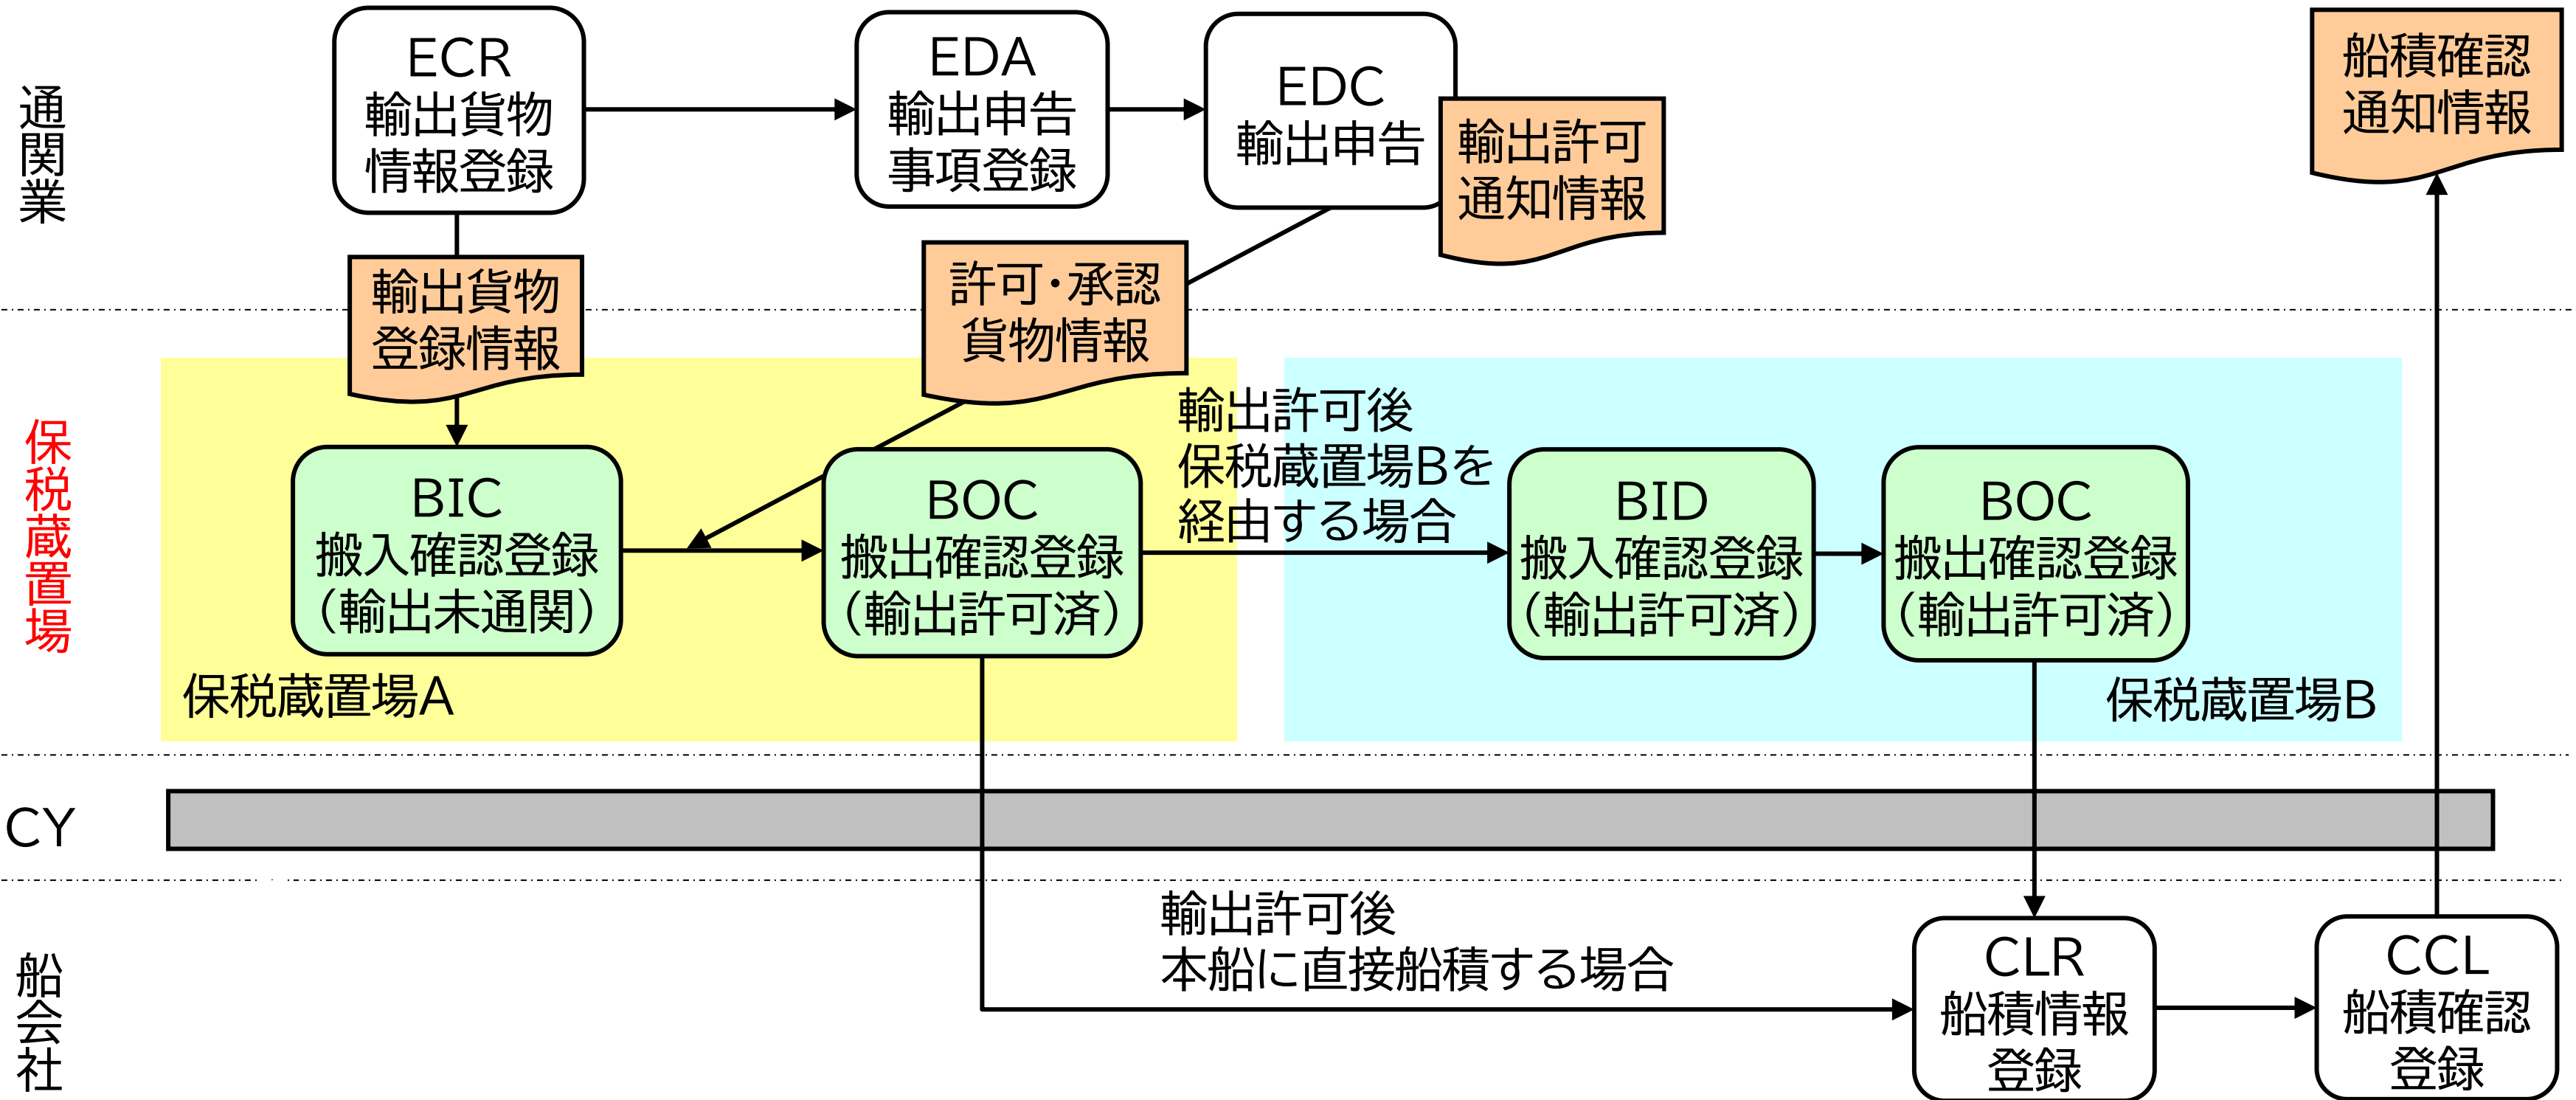 通関業
ECR
輸出貨物
情報登録
EDA
輸出申告
事項登録
EDC
輸出申告
輸出許可
通知情報
船積確認
通知情報
輸出貨物
登録情報
許可・承認
貨物情報
保税蔵置場
BIC
搬入確認登録
（輸出未通関）
BOC
搬出確認登録
（輸出許可済）
輸出許可後
保税蔵置場Bを
経由する場合
BID
搬入確認登録
（輸出許可済）
BOC
搬出確認登録
（輸出許可済）
保税蔵置場A
保税蔵置場B
CY
船会社
輸出許可後
本船に直接船積する場合
CLR
船積情報
登録
CCL
船積確認
登録